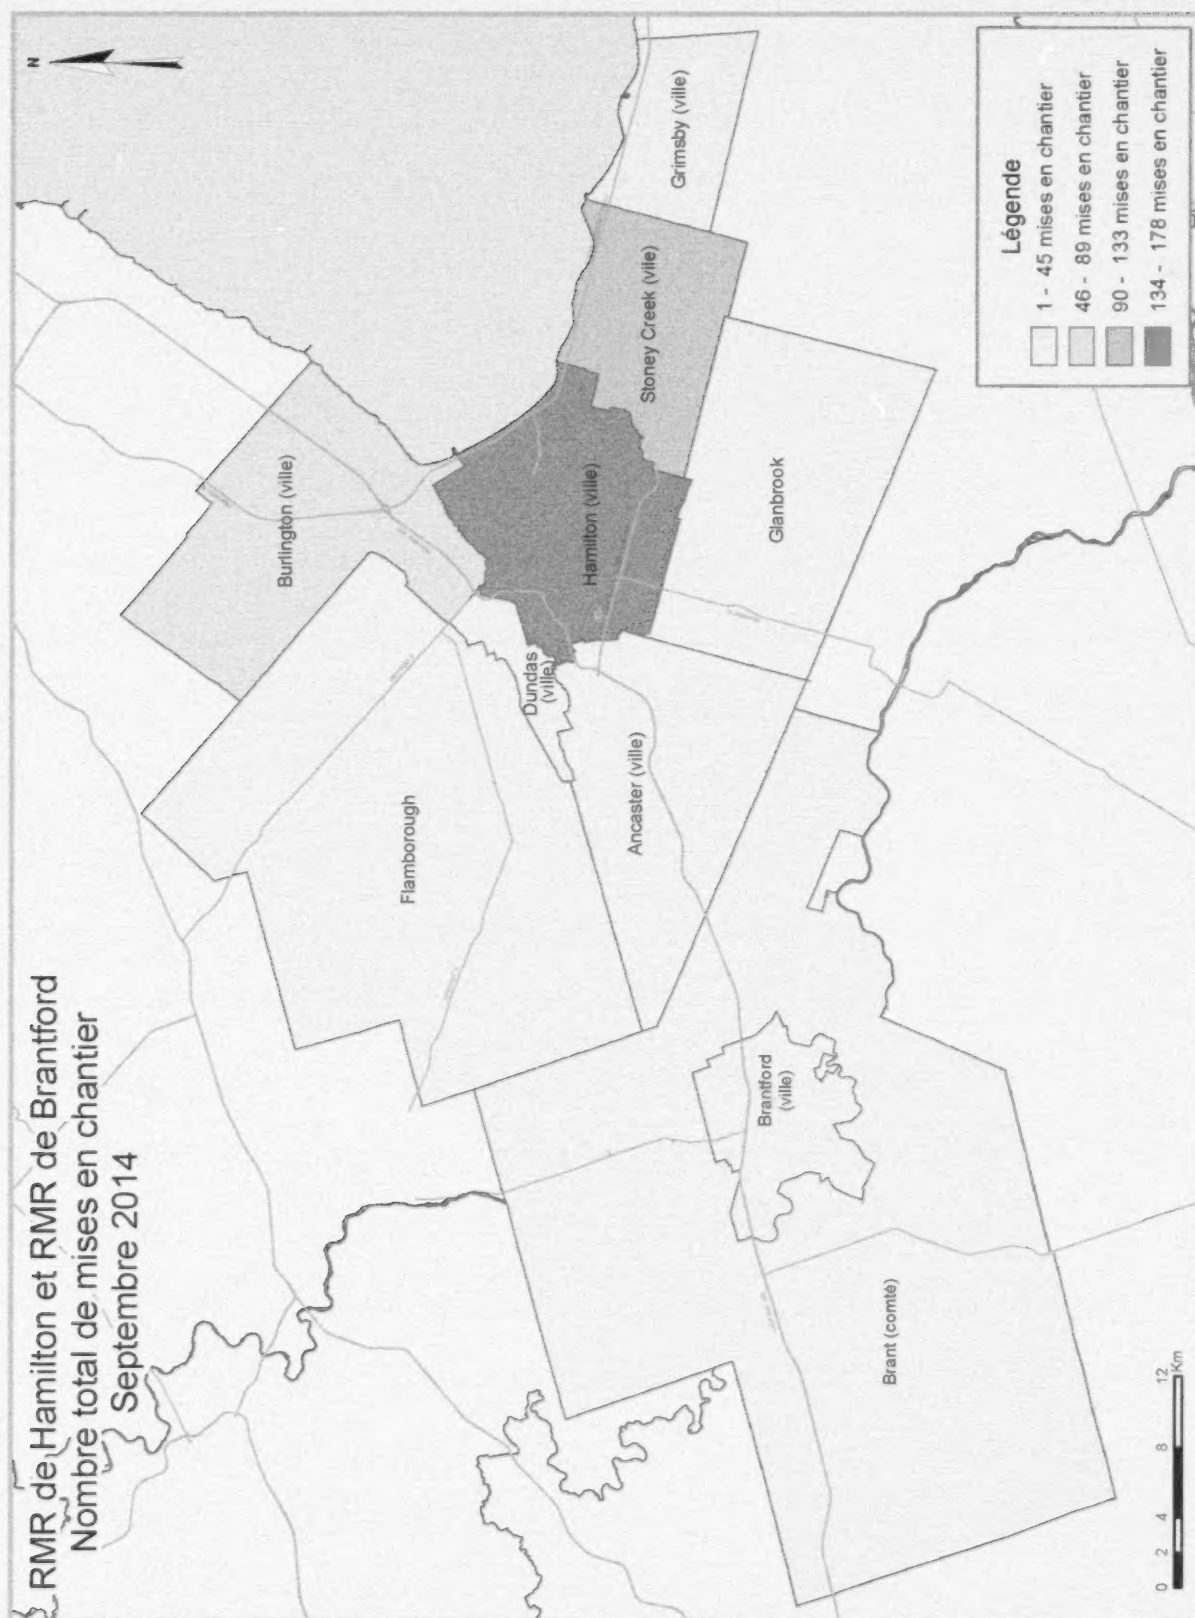 RMR de Hamilton et RMR de Brantford
Nombre total de mises en chantier
Septembre 2014
N
Burlington (ville)
Flamborough
Dundas
(ville)
Hamilton (ville)
Stoney Creek (vile)
Grimsby (ville)
Ancaster (ville)
Glanbrook
Brantford
(ville)
Brant (comté)
Légende
1 - 45 mises en chantier
46 - 89 mises en chantier
90 - 133 mises en chantier
134 - 178 mises en chantier
0 2 4 8 12
Km